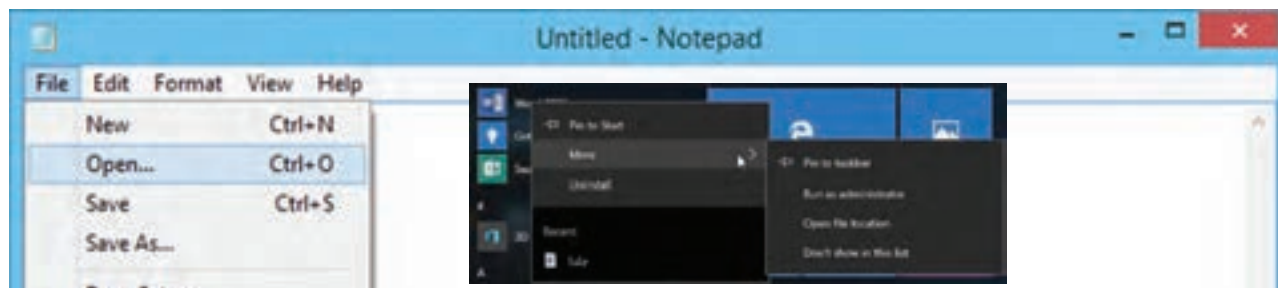 Untitled - Notepad
File Edit Format View Help
New Ctrl+N
Open... Ctrl+O
Save Ctrl+S
Save As...
Pin to Start
More
Uninstall
Recent
Pin to taskbar
Run as administrator
Open file location
Don't show in this list